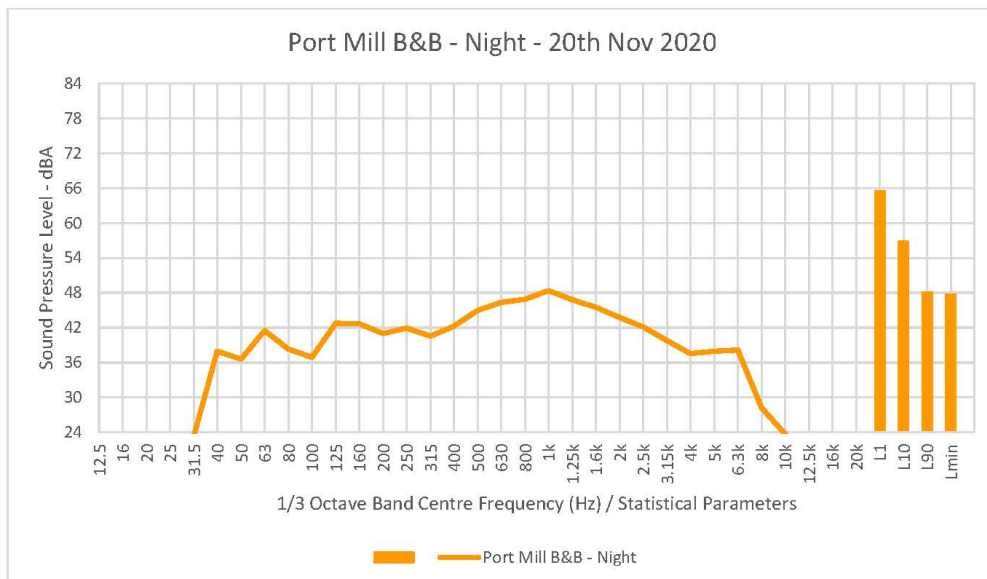 Port Mill B&B - Night - 20th Nov 2020
Sound Pressure Level - dBA
84
78
72
66
60
54
48
42
36
30
24
12.5 16 20 25 31.5 40 50 63 80 100 125 160 200 250 315 400 500 630 800 1k 1.25k 1.6k 2k 2.5k 3.15k 4k 5k 6.3k 8k 10k 12.5k 16k 20k L1 L10 L90 Lmin
1/3 Octave Band Centre Frequency (Hz) / Statistical Parameters
Port Mill B&B - Night